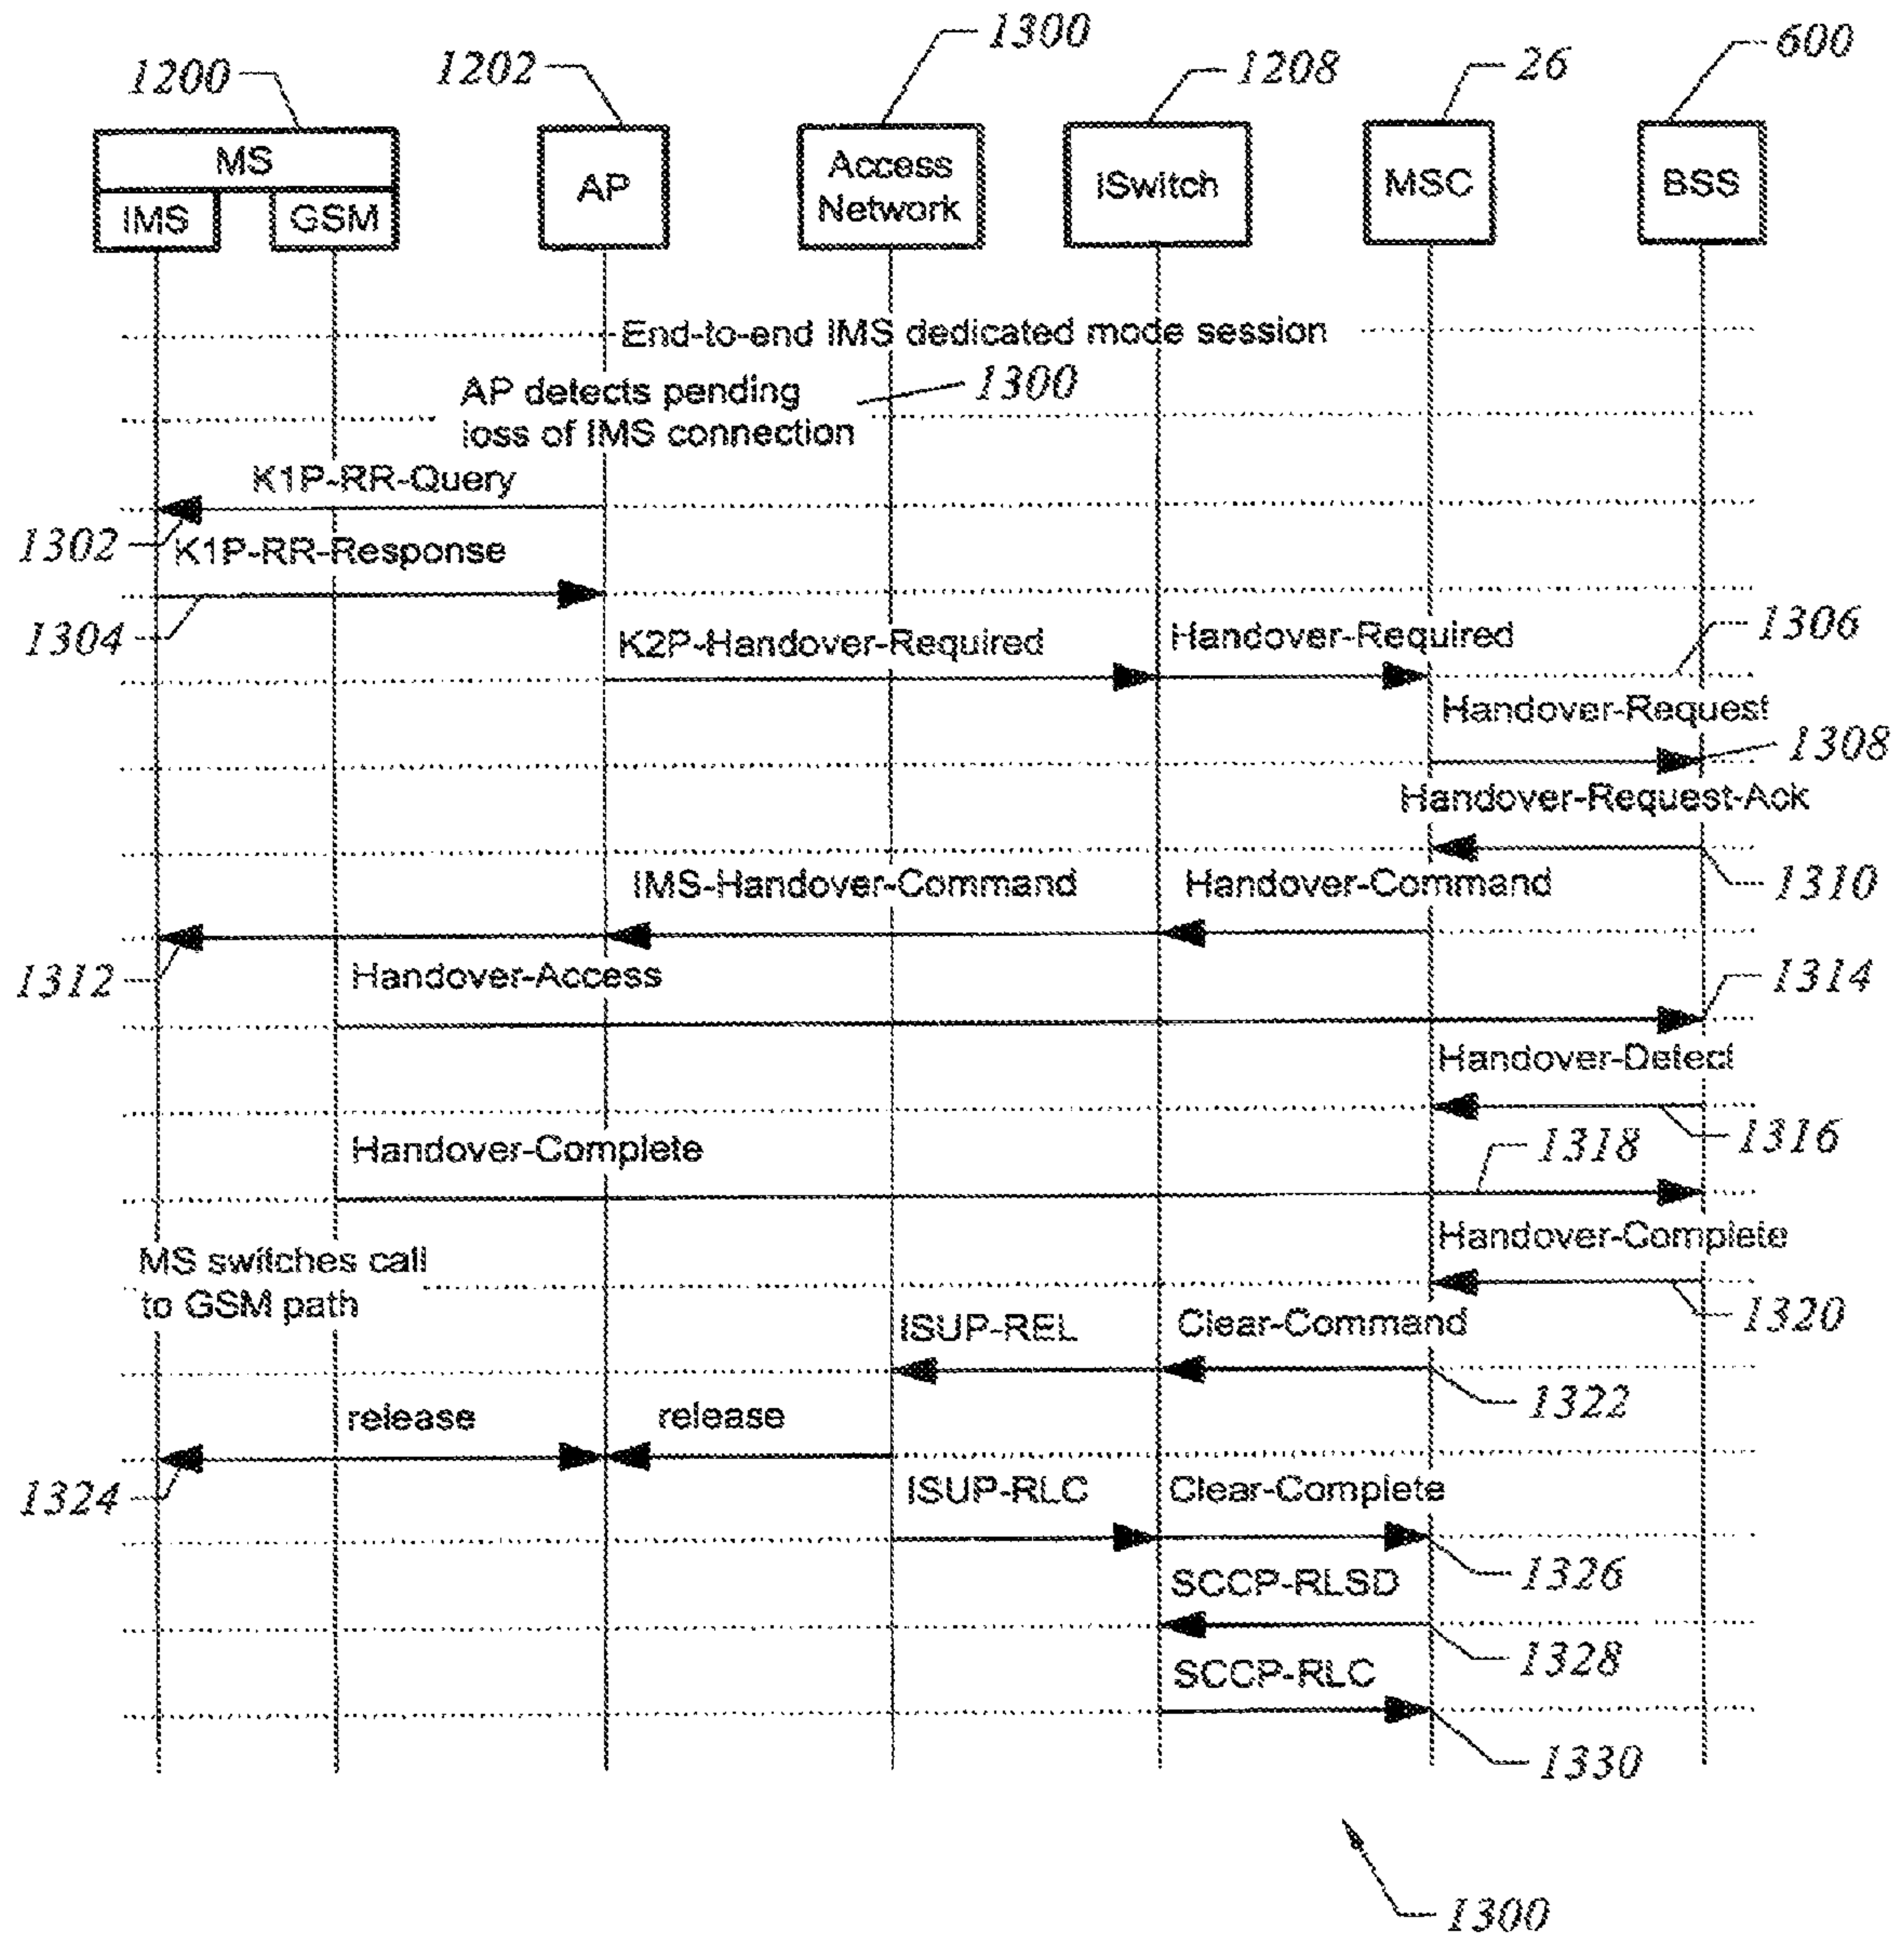 1200
1202
1300
1208
26
600
MS
IMS
GSM
AP
Access
Network
iSwitch
MSC
BSS
End-to-end IMS dedicated mode session
AP detects pending
loss of IMS connection
1300
K1P-RR-Query
1302
K1P-RR-Response
1304
K2P-Handover-Required
Handover-Required
1306
Handover-Request
1308
Handover-Request-Ack
1310
IMS-Handover-Command
Handover-Command
1312
Handover-Access
1314
Handover-Detect
1316
Handover-Complete
1318
Handover-Complete
1320
MS switches call
to GSM path
ISUP-REL
Clear-Command
1322
release
release
1324
ISUP-RLC
Clear-Complete
1326
SCCP-RLSD
1328
SCCP-RLC
1330
1300